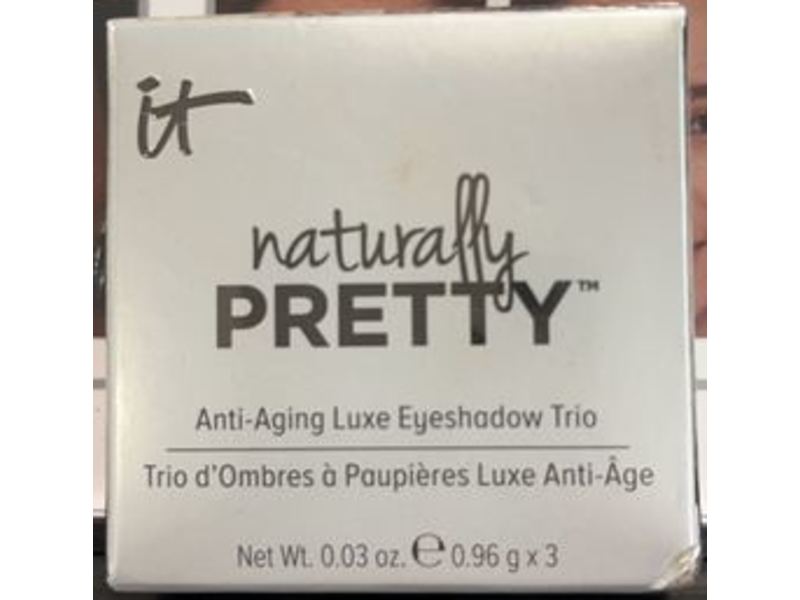 it
naturally
PRETTY™
Anti-Aging Luxe Eyeshadow Trio
Trio d'Ombres à Paupières Luxe Anti-Âge
Net Wt. 0.03 oz. ℮ 0.96 g x 3